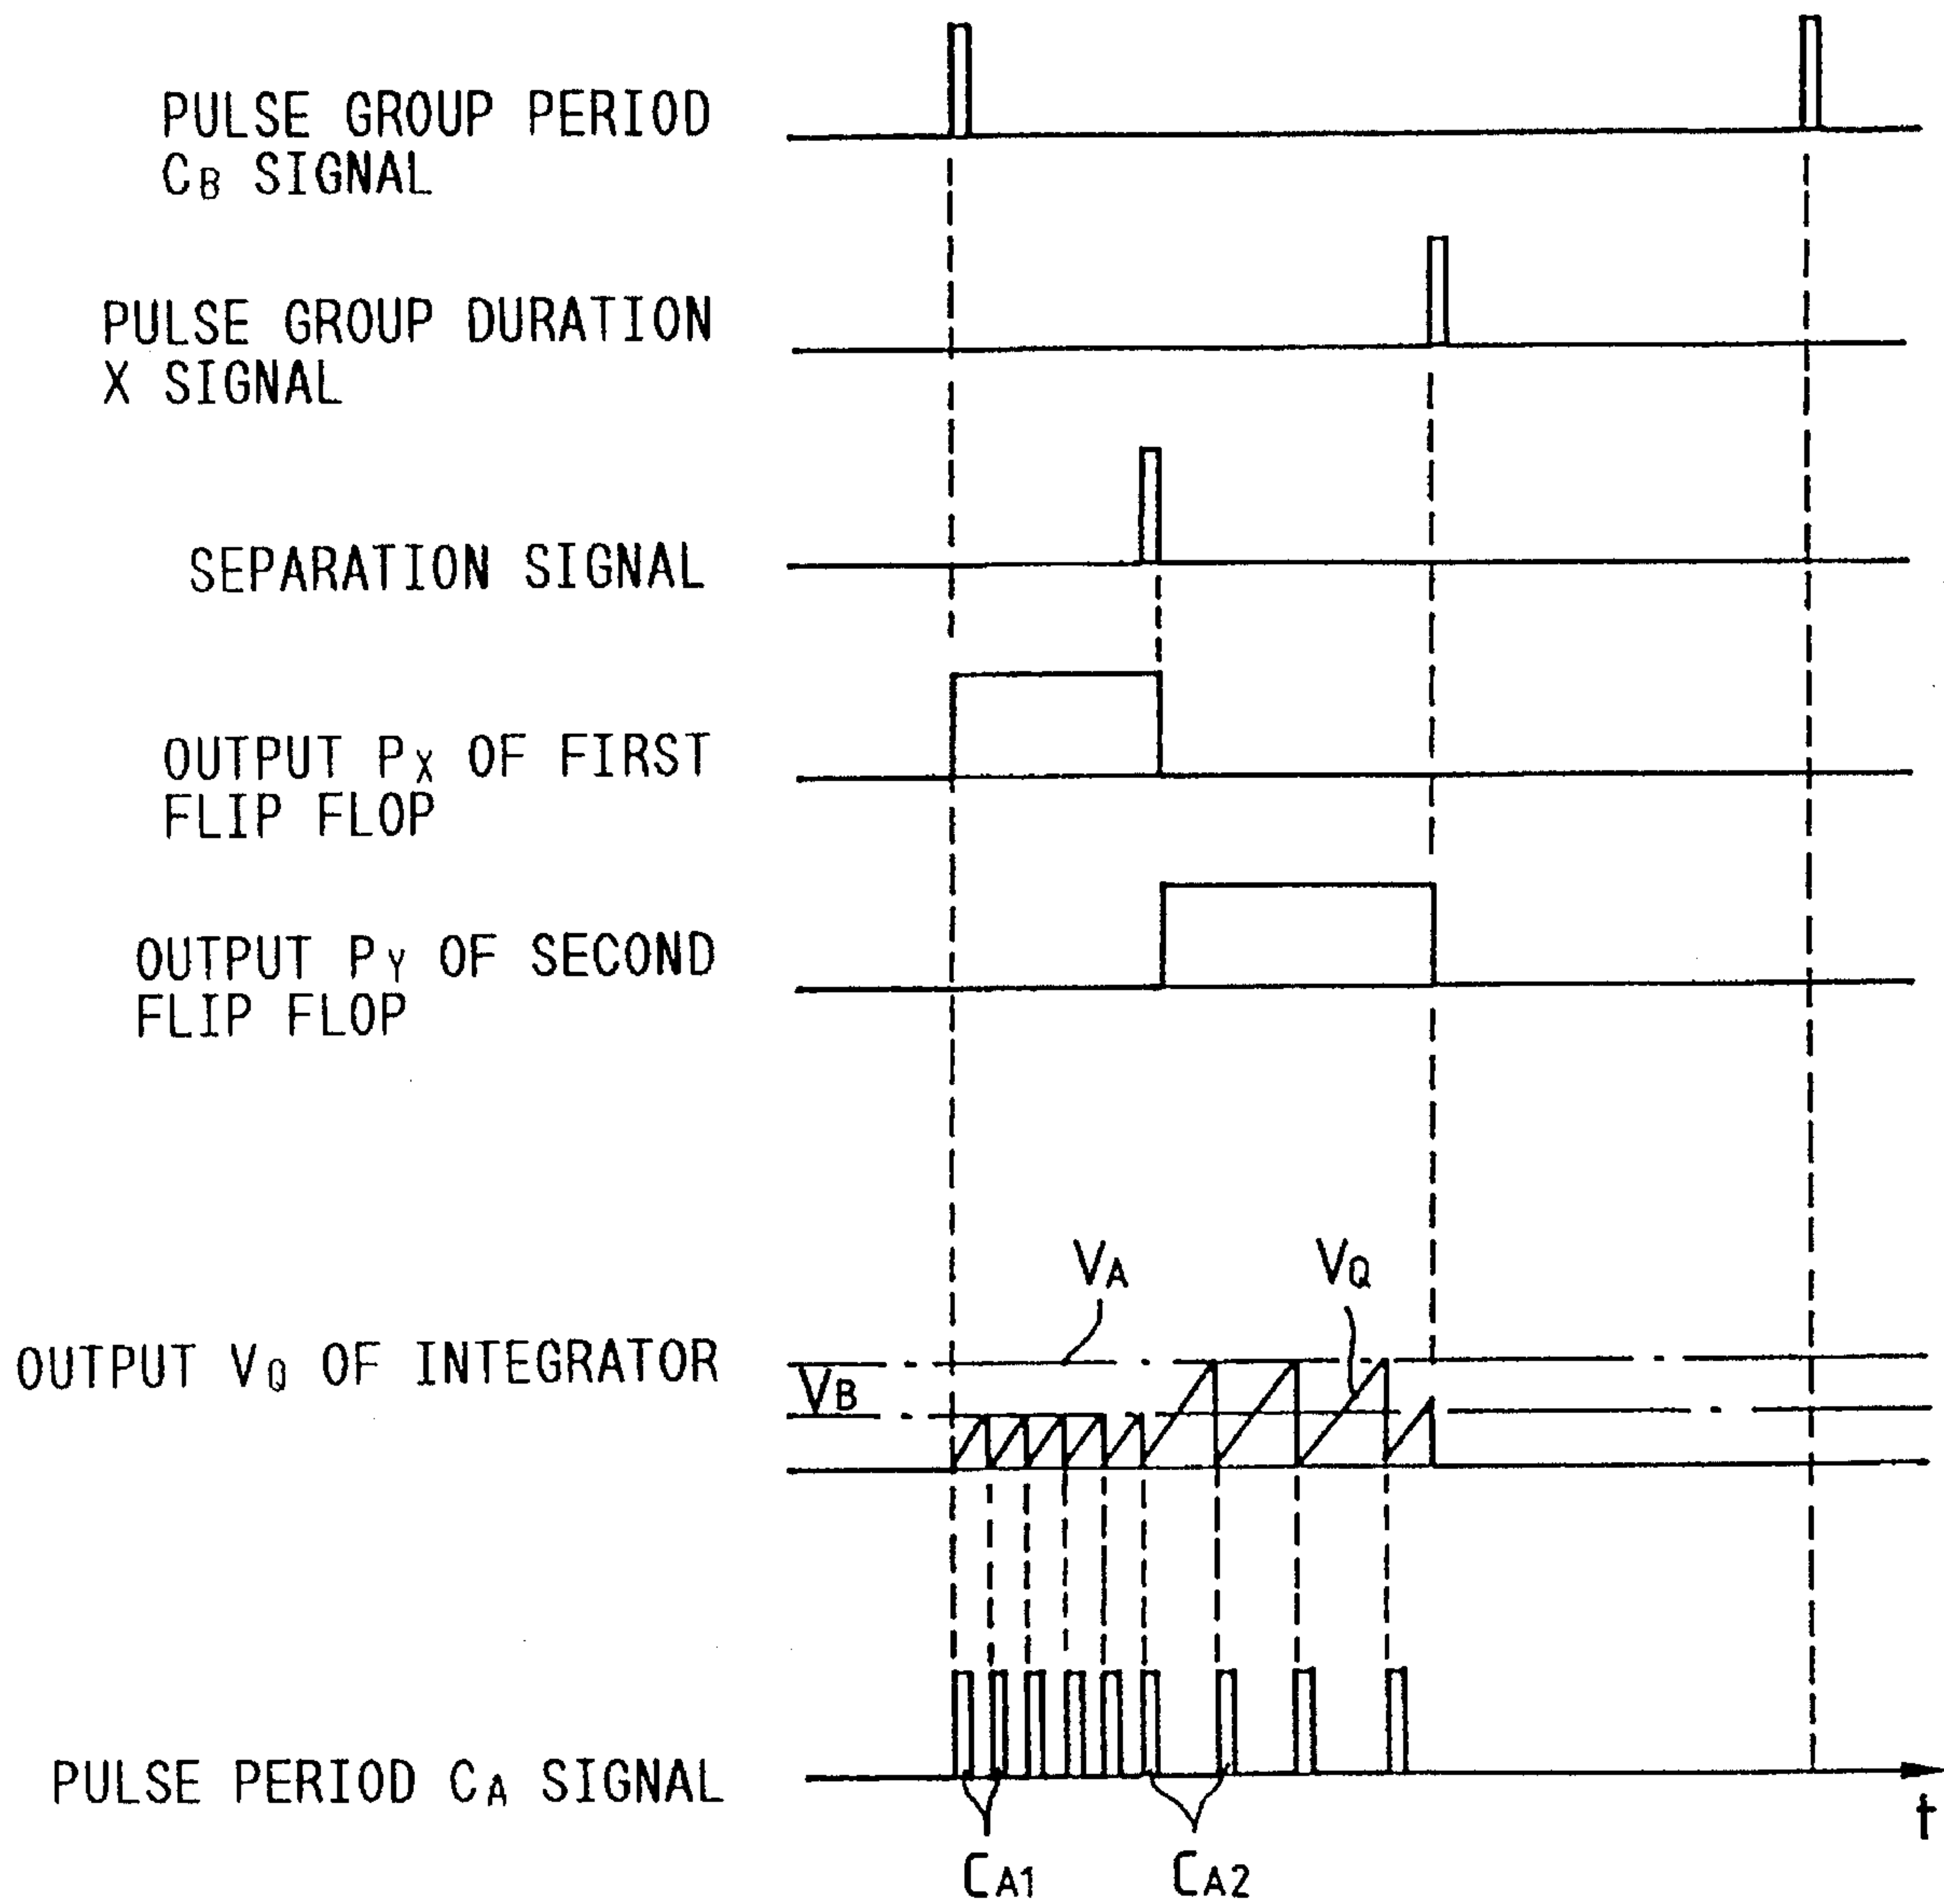 PULSE GROUP PERIOD
CB SIGNAL
PULSE GROUP DURATION
X SIGNAL
SEPARATION SIGNAL
OUTPUT PX OF FIRST
FLIP FLOP
OUTPUT PY OF SECOND
FLIP FLOP
VA
VQ
OUTPUT VQ OF INTEGRATOR
VB
PULSE PERIOD CA SIGNAL
t
CA1
CA2